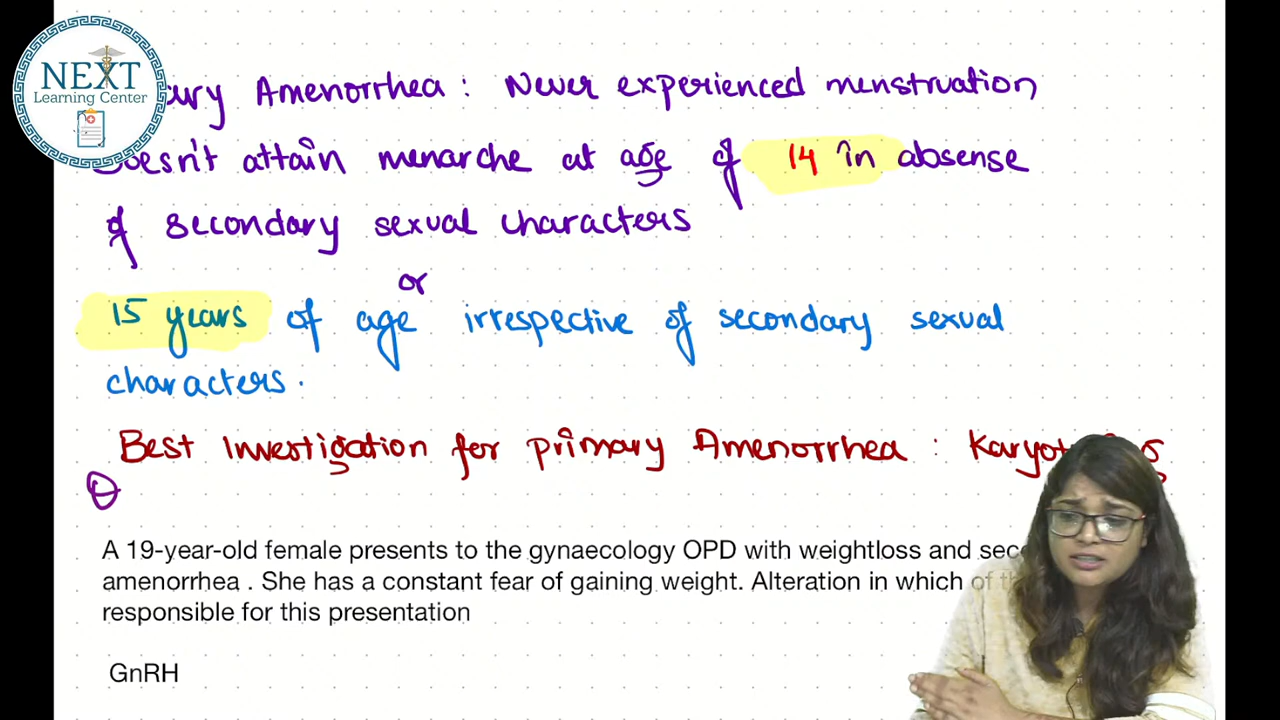 NEXT
Learning Center
Amenorrhea : Never experienced menstruation
Doesn't attain menarche at age of 14 in absense
of secondary sexual characters
or
15 years of age irrespective of secondary sexual
characters.
Best Investigation for primary Amenorrhea :
Q
A 19-year-old female presents to the gynaecology OPD with weightloss and
amenorrhea . She has a constant fear of gaining weight. Alteration in which of
responsible for this presentation
GnRH